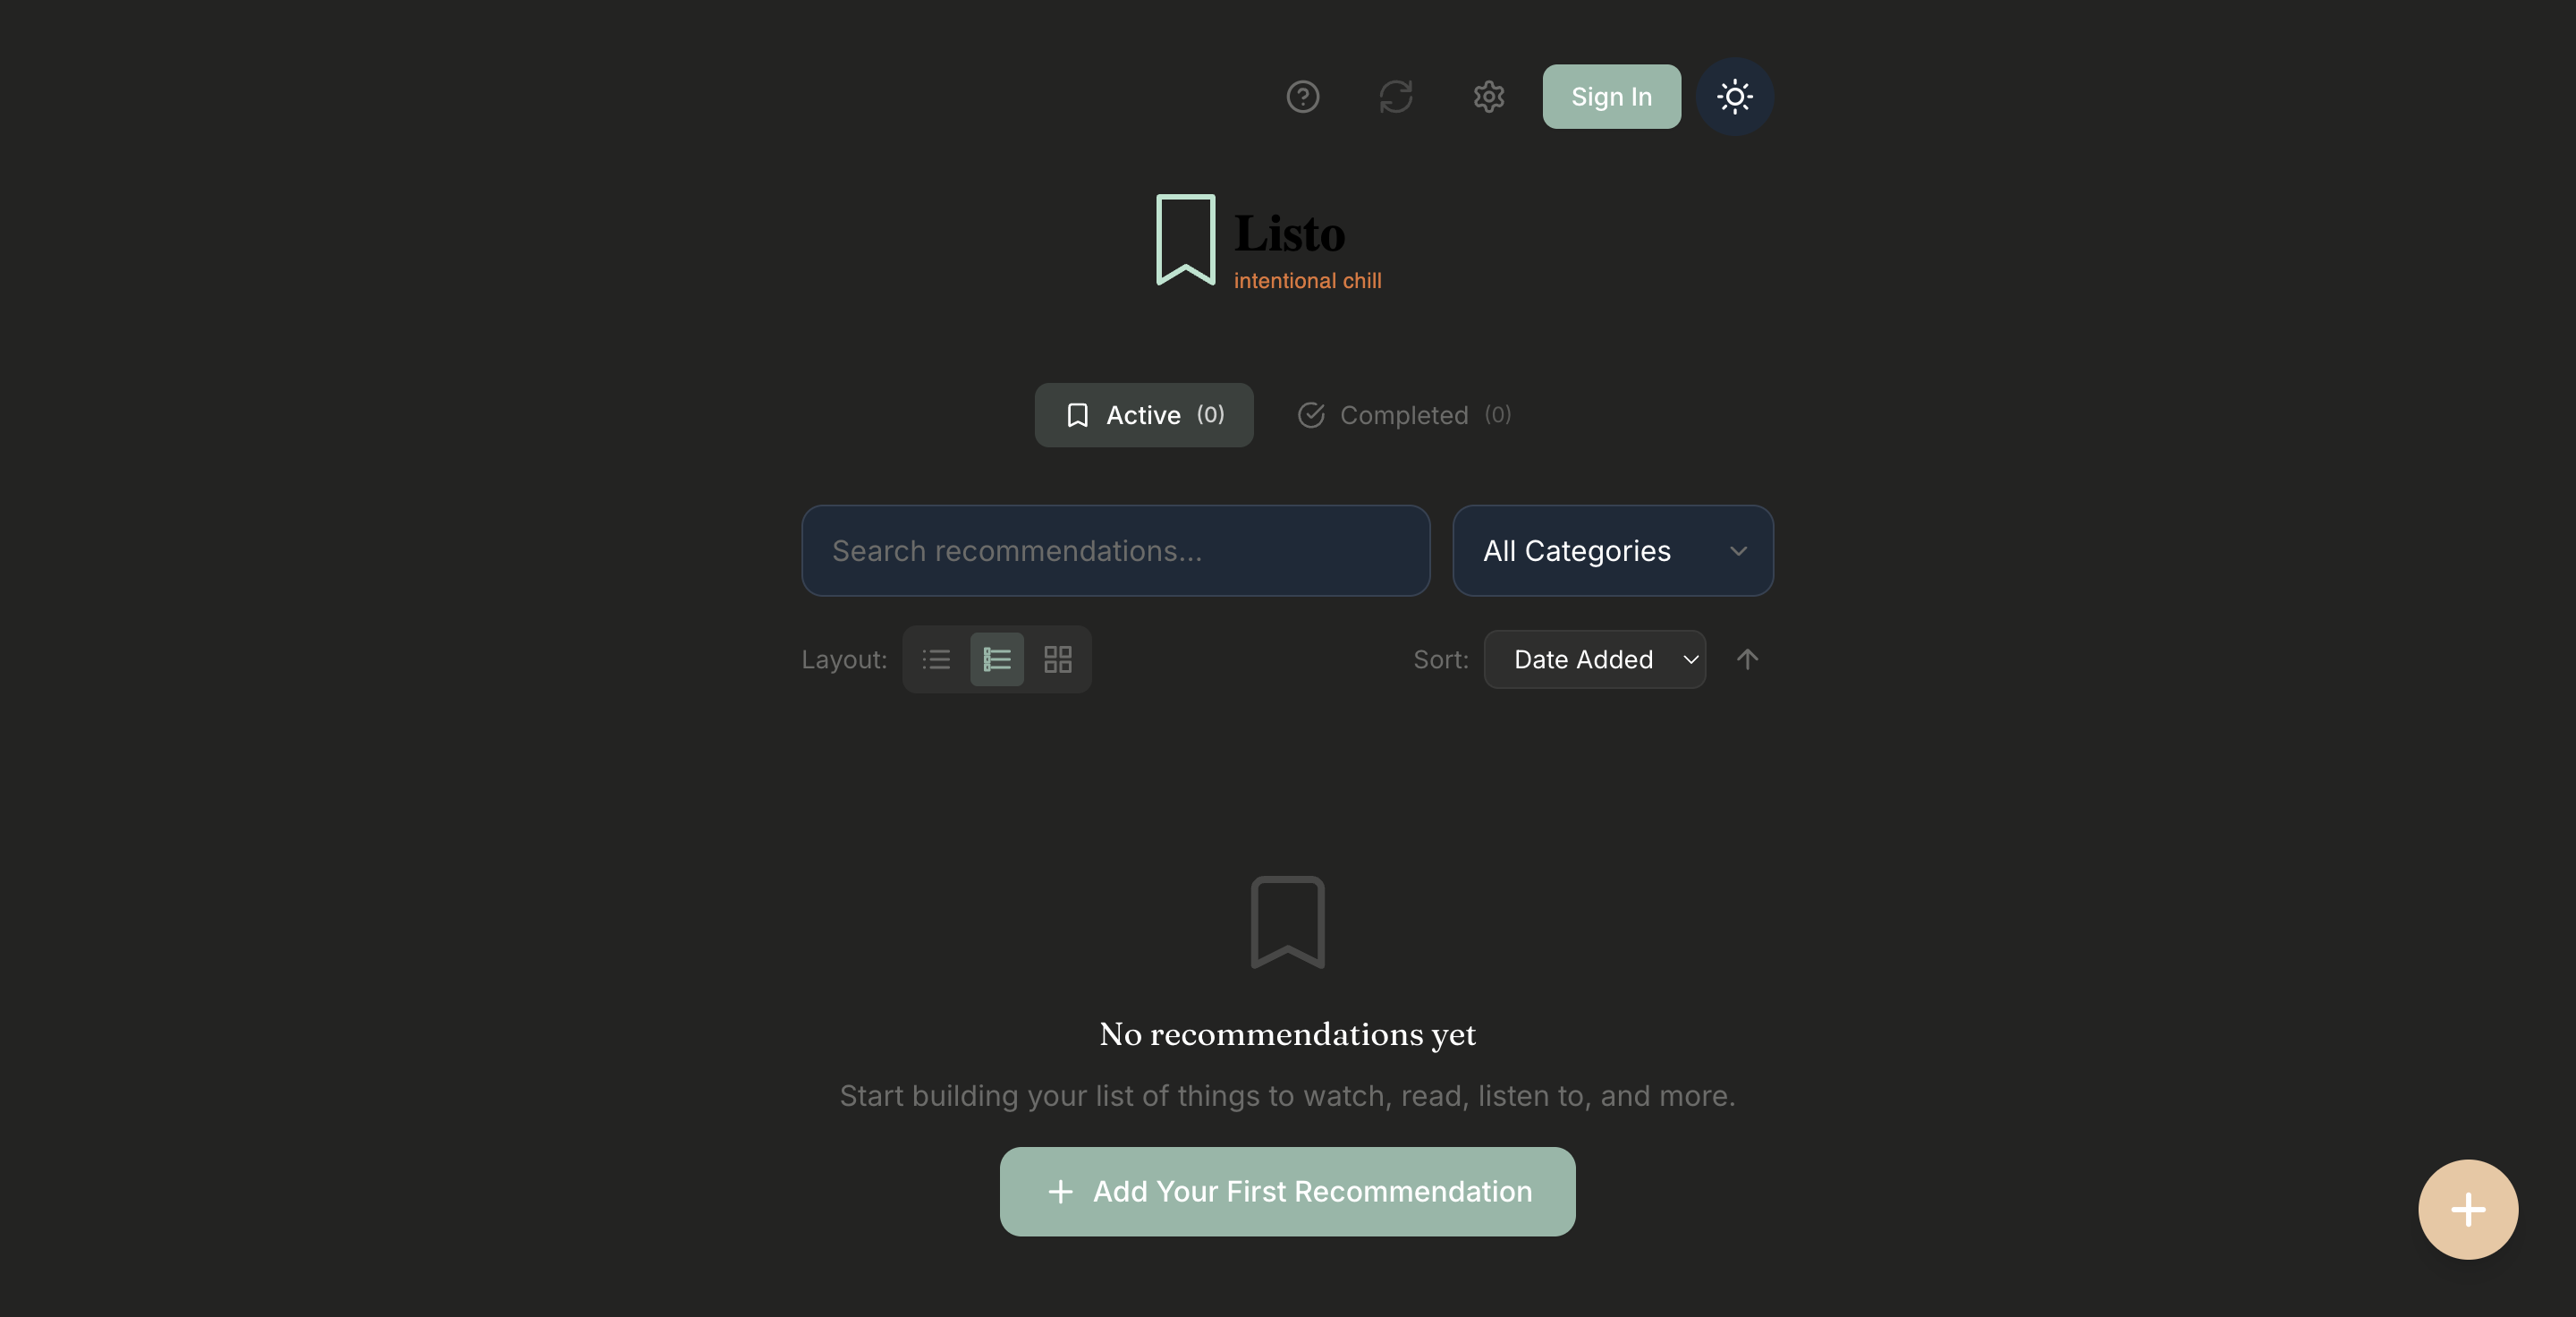 Sign In
Listo
intentional chill
Active (0) Completed (0)
Search recommendations... All Categories
Layout: Sort: Date Added
No recommendations yet
Start building your list of things to watch, read, listen to, and more.
Add Your First Recommendation